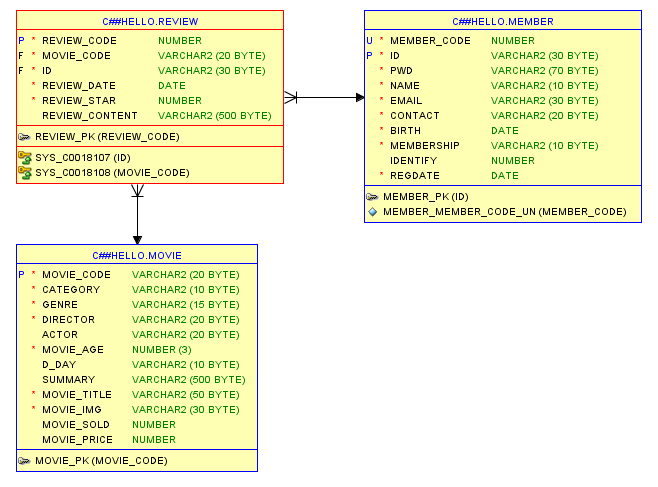 C##HELLO.REVIEW
P * REVIEW_CODE NUMBER
F * MOVIE_CODE VARCHAR2 (20 BYTE)
F * ID VARCHAR2 (30 BYTE)
* REVIEW_DATE DATE
* REVIEW_STAR NUMBER
REVIEW_CONTENT VARCHAR2 (500 BYTE)
REVIEW_PK (REVIEW_CODE)
SYS_C0018107 (ID)
SYS_C0018108 (MOVIE_CODE)
C##HELLO.MEMBER
U * MEMBER_CODE NUMBER
P * ID VARCHAR2 (30 BYTE)
* PWD VARCHAR2 (70 BYTE)
* NAME VARCHAR2 (10 BYTE)
* EMAIL VARCHAR2 (30 BYTE)
* CONTACT VARCHAR2 (20 BYTE)
* BIRTH DATE
* MEMBERSHIP VARCHAR2 (10 BYTE)
IDENTIFY NUMBER
* REGDATE DATE
MEMBER_PK (ID)
MEMBER_MEMBER_CODE_UN (MEMBER_CODE)
C##HELLO.MOVIE
P * MOVIE_CODE VARCHAR2 (20 BYTE)
* CATEGORY VARCHAR2 (10 BYTE)
* GENRE VARCHAR2 (15 BYTE)
* DIRECTOR VARCHAR2 (20 BYTE)
ACTOR VARCHAR2 (20 BYTE)
* MOVIE_AGE NUMBER (3)
D_DAY VARCHAR2 (10 BYTE)
SUMMARY VARCHAR2 (500 BYTE)
* MOVIE_TITLE VARCHAR2 (50 BYTE)
* MOVIE_IMG VARCHAR2 (30 BYTE)
MOVIE_SOLD NUMBER
MOVIE_PRICE NUMBER
MOVIE_PK (MOVIE_CODE)